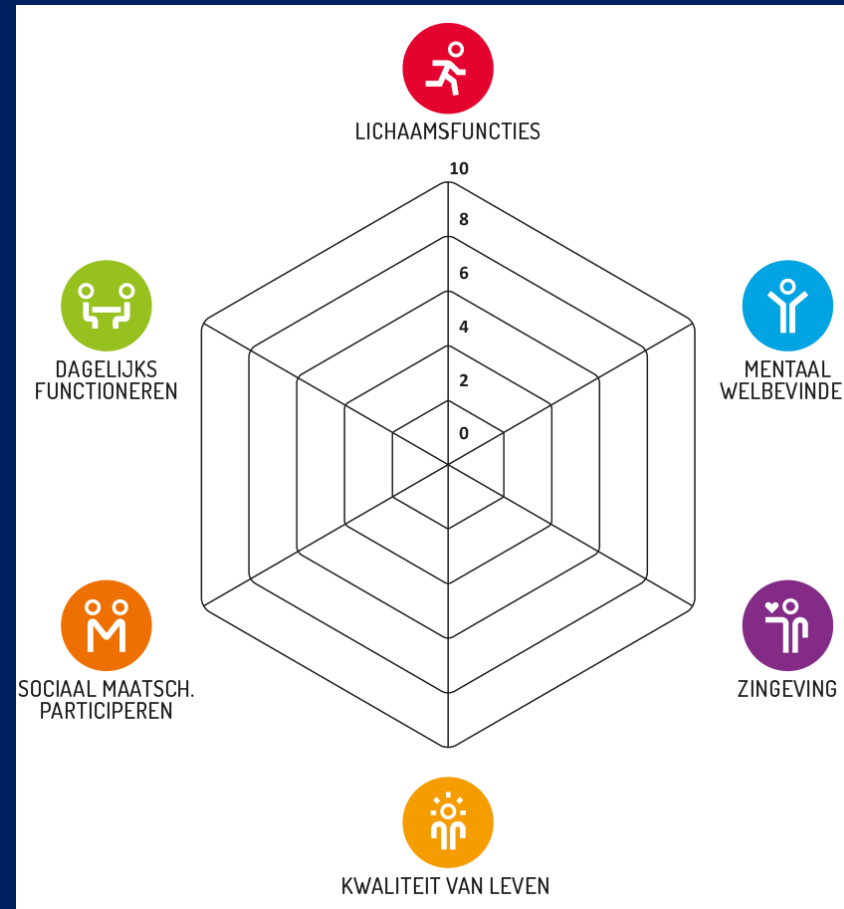 LICHAAMSFUNCTIES
10
8
6
4
2
0
DAGELIJKS
FUNCTIONEREN
MENTAAL
WELBEVINDE
SOCIAAL MAATSCH.
PARTICIPEREN
ZINGEVING
KWALITEIT VAN LEVEN